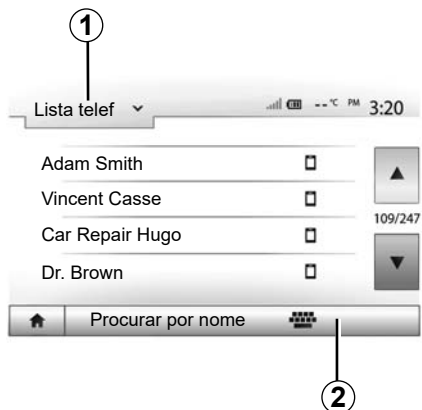 1
Lista telef -- °C PM 3:20
Adam Smith
Vincent Casse
109/247
Car Repair Hugo
Dr. Brown
Procurar por nome
2